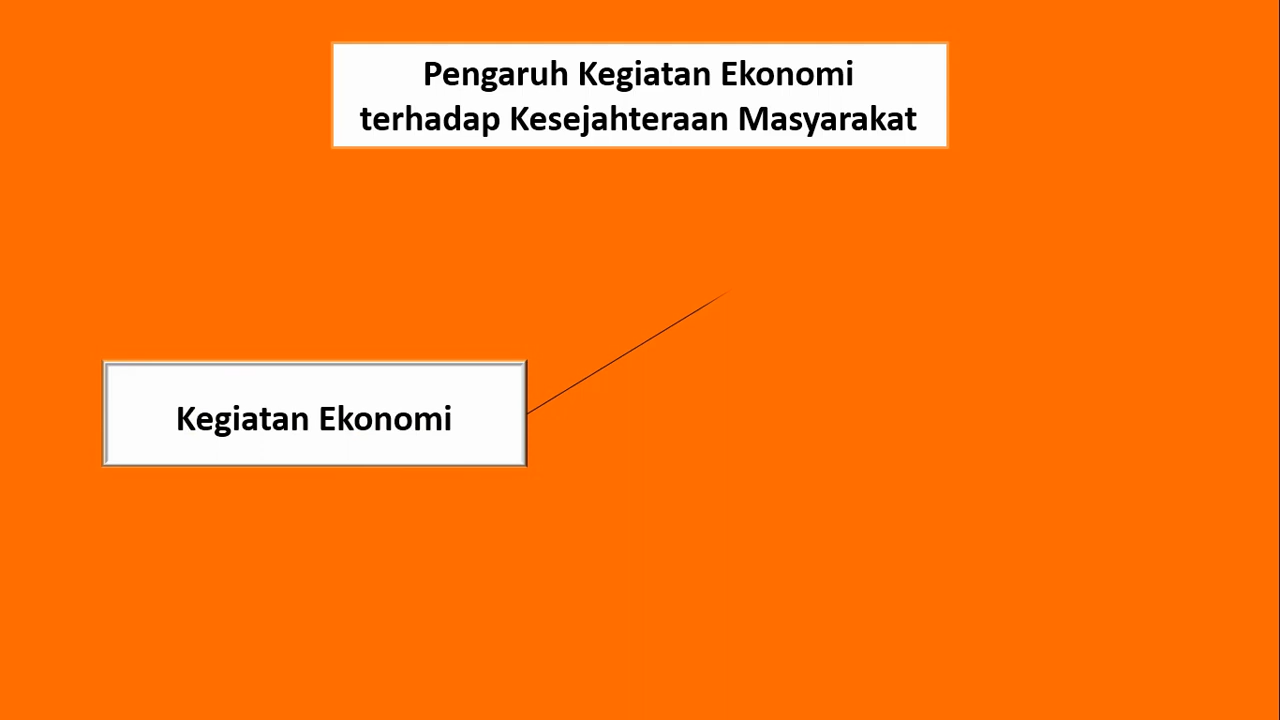 Pengaruh Kegiatan Ekonomi
terhadap Kesejahteraan Masyarakat
Kegiatan Ekonomi